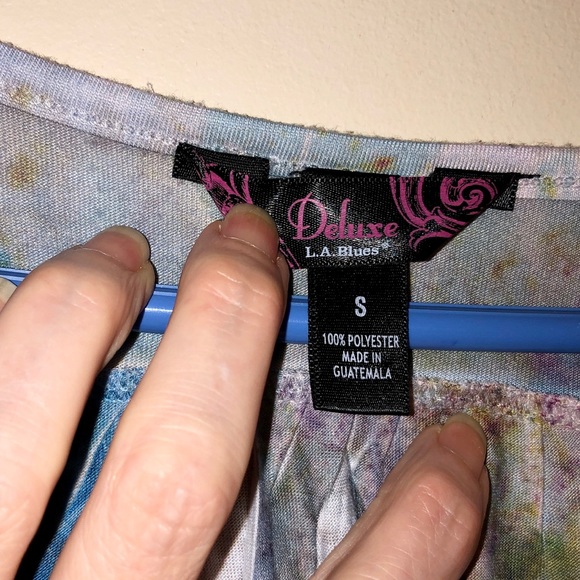 Deluxe
L.A. Blues®
S
100% POLYESTER
MADE IN
GUATEMALA